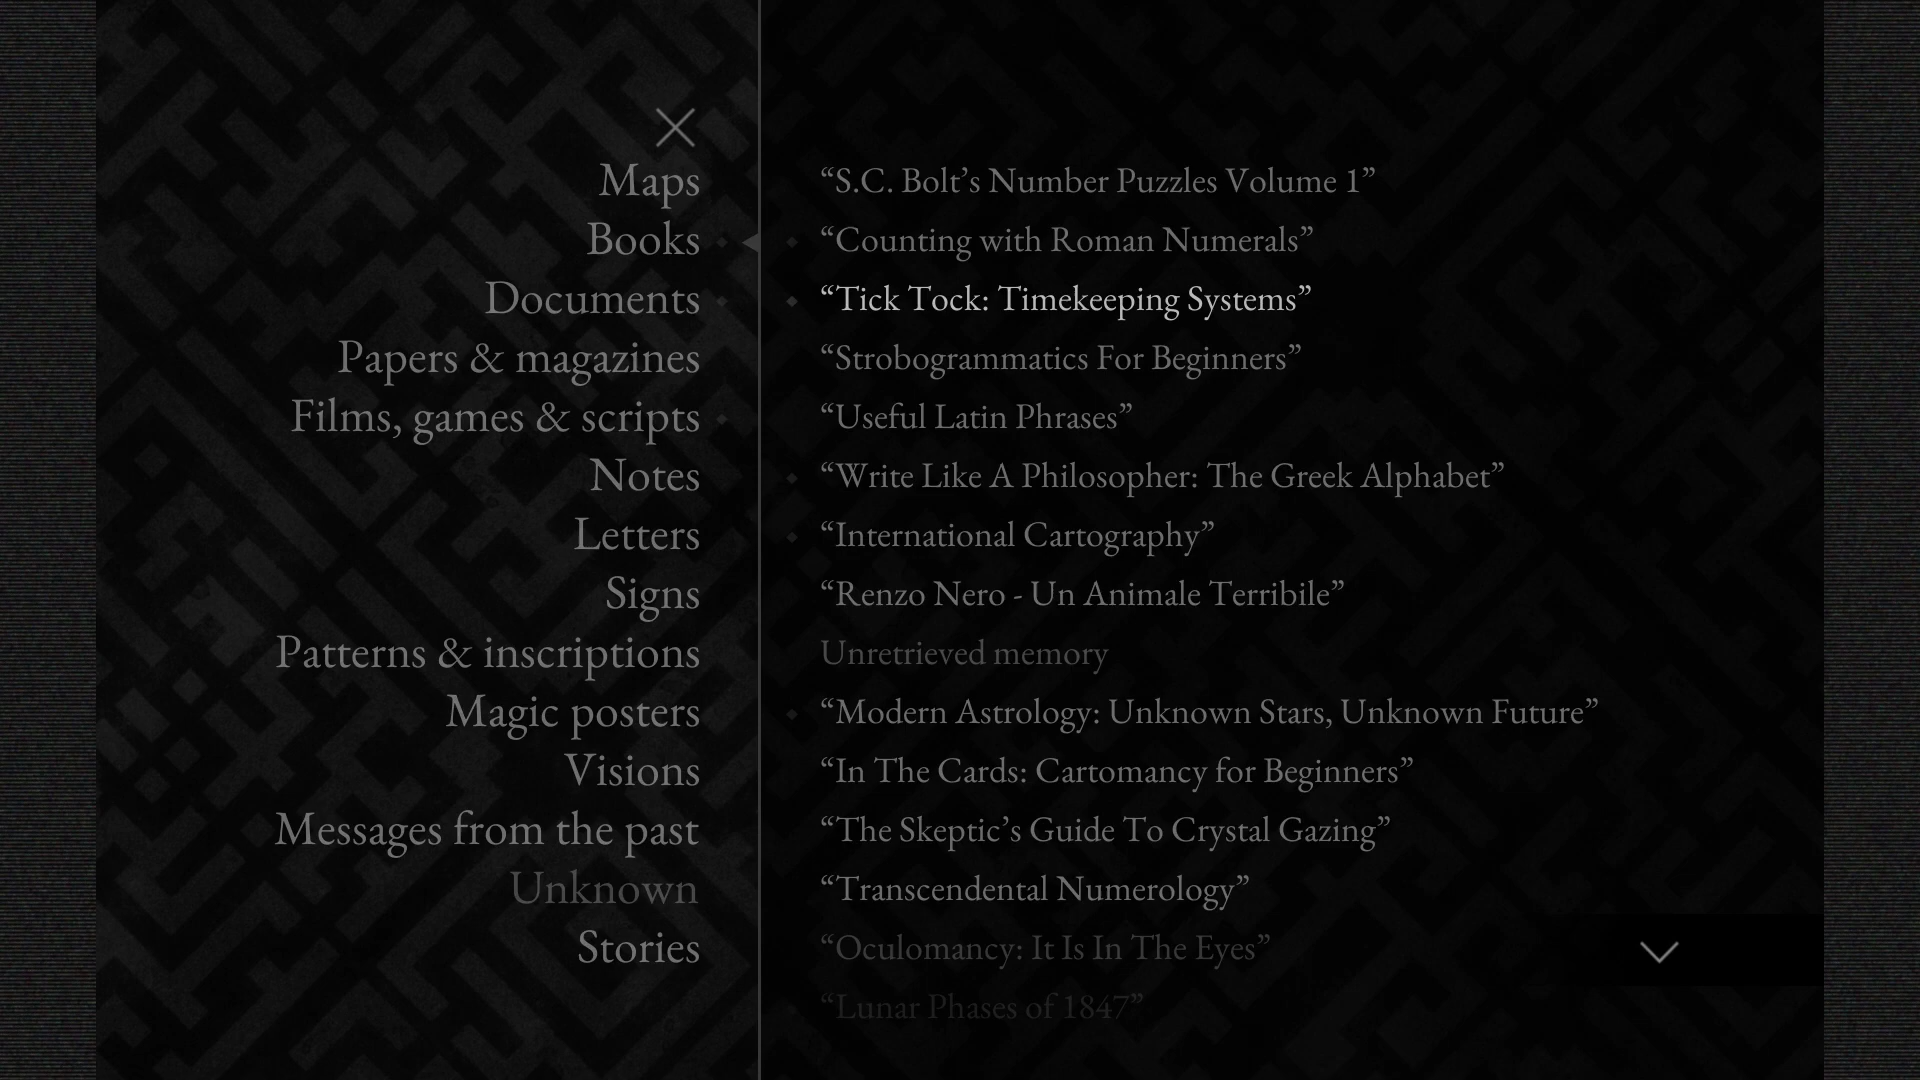 Maps
Books
Documents
Papers & magazines
Films, games & scripts
Notes
Letters
Signs
Patterns & inscriptions
Magic posters
Visions
Messages from the past
Unknown
Stories
“S.C. Bolt’s Number Puzzles Volume 1”
“Counting with Roman Numerals”
“Tick Tock: Timekeeping Systems”
“Strobogrammatics For Beginners”
“Useful Latin Phrases”
“Write Like A Philosopher: The Greek Alphabet”
“International Cartography”
“Renzo Nero - Un Animale Terribile”
Unretrieved memory
“Modern Astrology: Unknown Stars, Unknown Future”
“In The Cards: Cartomancy for Beginners”
“The Skeptic’s Guide To Crystal Gazing”
“Transcendental Numerology”
“Oculomancy: It Is In The Eyes”
“Lunar Phases of 1847”